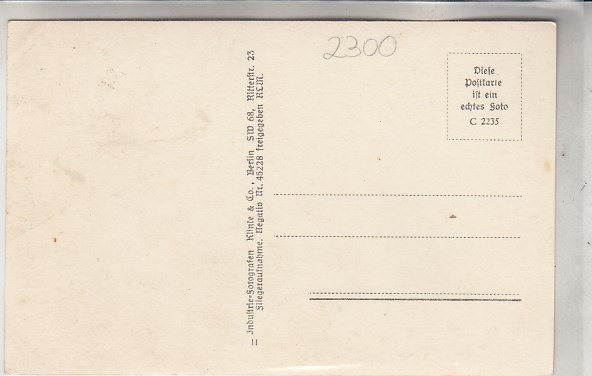 2300
Diese
Postkarte
ist ein
echtes Foto
C 2235
= Industrie-Fotografen Klinke & Co., Berlin SW 68, Ritterstr. 23
Fliegeraufnahme. Negativ Nr. 45228 freigegeben RLM.